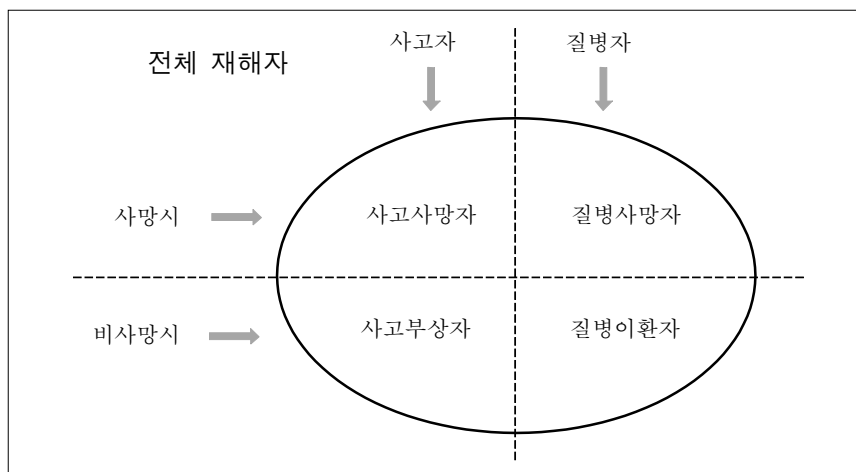 사고자 질병자
전체 재해자
사망시 사고사망자 질병사망자
비사망시 사고부상자 질병이환자